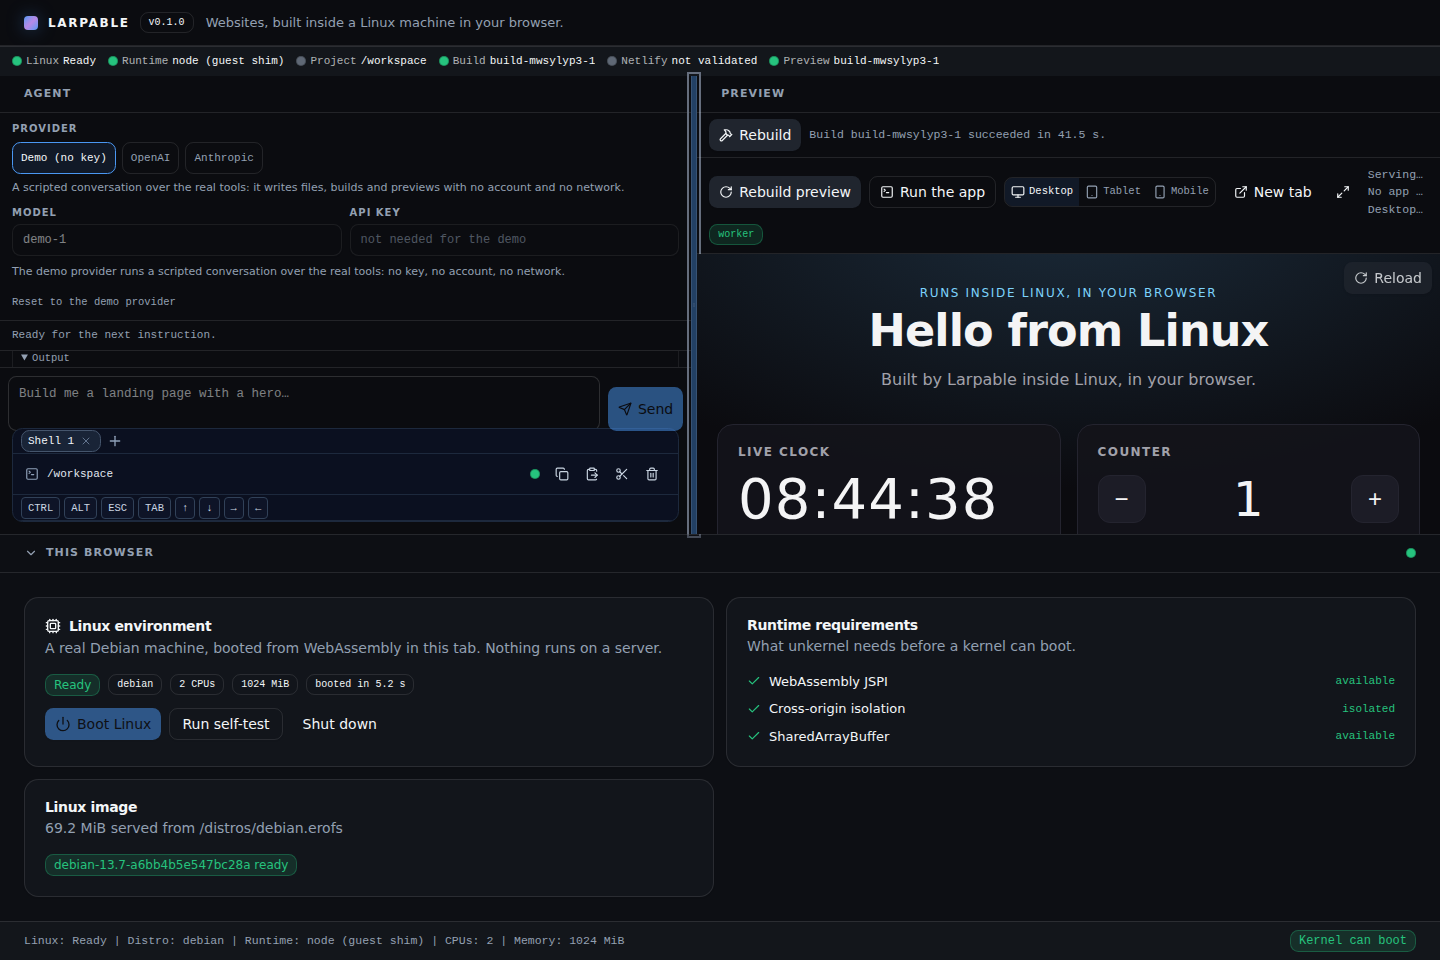 LARPABLE v0.1.0 Websites, built inside a Linux machine in your browser.
Linux Ready Runtime node (guest shim) Project /workspace Build build-mwsylyp3-1 Netlify not validated Preview build-mwsylyp3-1
AGENT
PROVIDER
Demo (no key) OpenAI Anthropic
A scripted conversation over the real tools: it writes files, builds and previews with no account and no network.
MODEL API KEY
demo-1 not needed for the demo
The demo provider runs a scripted conversation over the real tools: no key, no account, no network.
Reset to the demo provider
Ready for the next instruction.
Output
Build me a landing page with a hero…
Send
Shell 1
/workspace
CTRL ALT ESC TAB ↑ ↓ → ←
PREVIEW
Rebuild Build build-mwsylyp3-1 succeeded in 41.5 s.
Rebuild preview Run the app Desktop Tablet Mobile New tab
Serving…
No app …
Desktop…
worker
Reload
RUNS INSIDE LINUX, IN YOUR BROWSER
Hello from Linux
Built by Larpable inside Linux, in your browser.
LIVE CLOCK
08:44:38
COUNTER
− 1 +
THIS BROWSER
Linux environment
A real Debian machine, booted from WebAssembly in this tab. Nothing runs on a server.
Ready debian 2 CPUs 1024 MiB booted in 5.2 s
Boot Linux Run self-test Shut down
Runtime requirements
What unkernel needs before a kernel can boot.
WebAssembly JSPI available
Cross-origin isolation isolated
SharedArrayBuffer available
Linux image
69.2 MiB served from /distros/debian.erofs
debian-13.7-a6bb4b5e547bc28a ready
Linux: Ready | Distro: debian | Runtime: node (guest shim) | CPUs: 2 | Memory: 1024 MiB
Kernel can boot